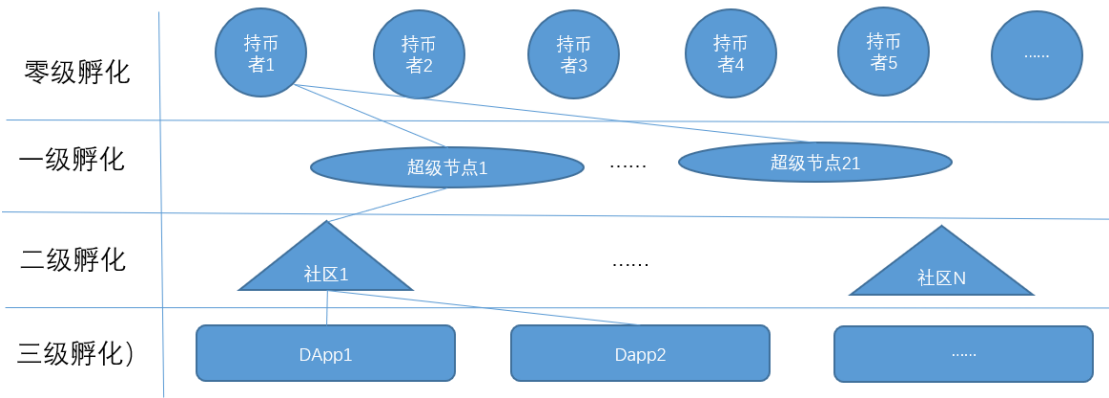 零级孵化
持币
者1
持币
者2
持币
者3
持币
者4
持币
者5
……
一级孵化
超级节点1
……
超级节点21
二级孵化
社区1
……
社区N
三级孵化）
DApp1
Dapp2
……